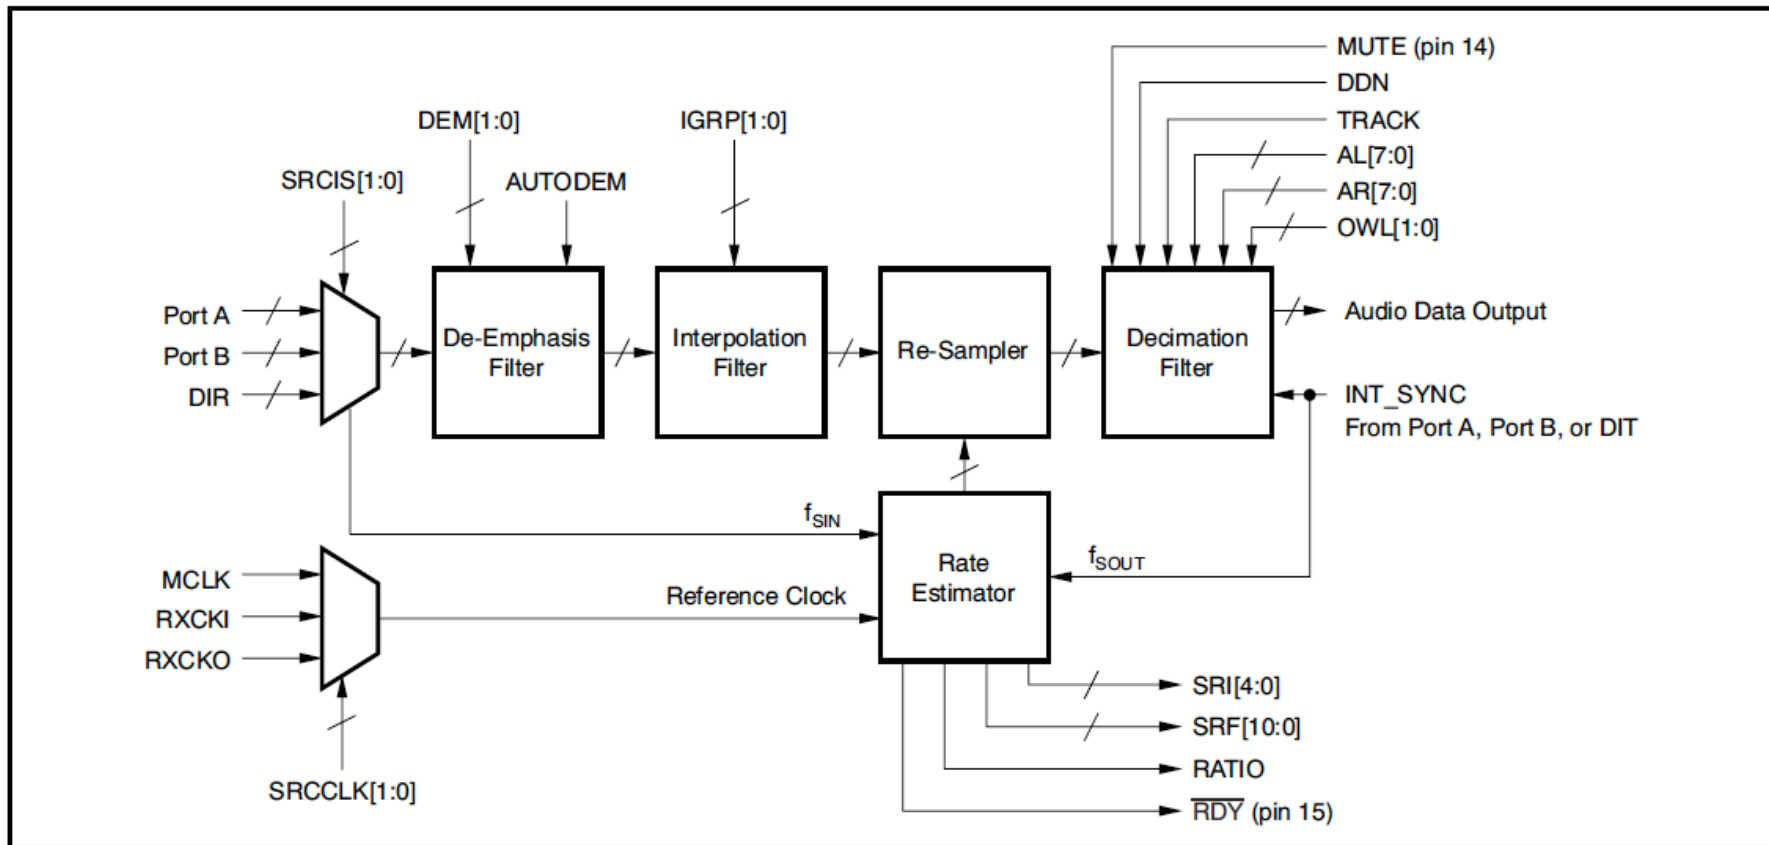 MUTE (pin 14)
DDN
TRACK
AL[7:0]
AR[7:0]
OWL[1:0]
DEM[1:0]
IGRP[1:0]
SRCIS[1:0]
AUTODEM
Port A
Port B
DIR
De-Emphasis
Filter
Interpolation
Filter
Re-Sampler
Decimation
Filter
Audio Data Output
INT_SYNC
From Port A, Port B, or DIT
fSIN
fSOUT
MCLK
RXCKI
RXCKO
Reference Clock
Rate
Estimator
SRCCLK[1:0]
SRI[4:0]
SRF[10:0]
RATIO
R̅D̅Y̅ (pin 15)